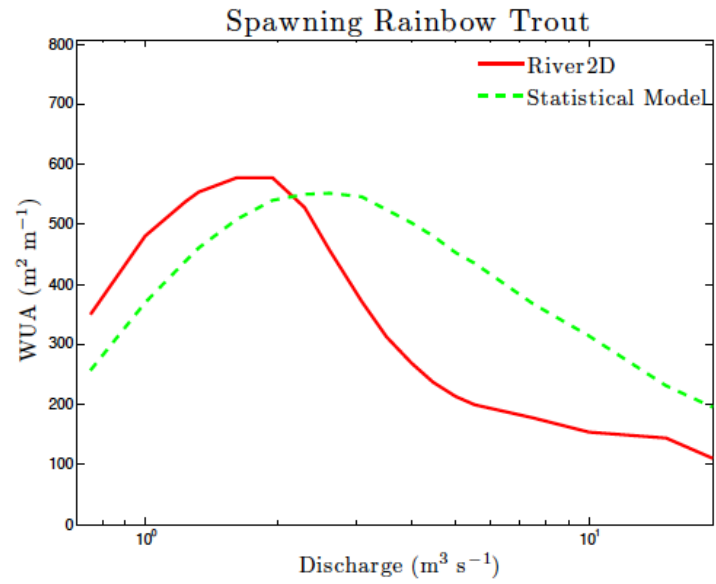 Spawning Rainbow Trout
River2D
Statistical Model
800
700
600
500
400
300
200
100
0
WUA (m² m⁻¹)
10⁰
10¹
Discharge (m³ s⁻¹)